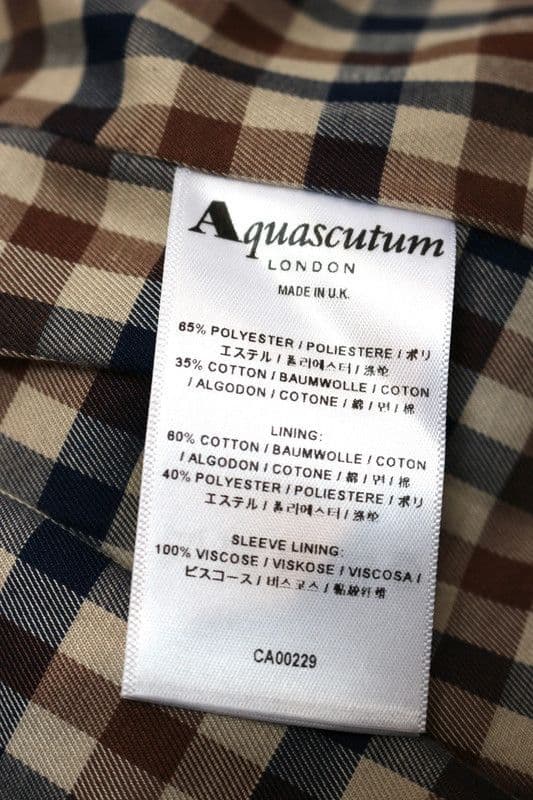 Aquascutum
LONDON
MADE IN U.K.
65% POLYESTER / POLIESTERE / ポリ
エステル / 폴리에스터 / 涤纶
35% COTTON / BAUMWOLLE / COTON
/ ALGODON / COTONE / 綿 / 면 / 棉
LINING:
60% COTTON / BAUMWOLLE / COTON
/ ALGODON / COTONE / 綿 / 면 / 棉
40% POLYESTER / POLIESTERE / ポリ
エステル / 폴리에스터 / 涤纶
SLEEVE LINING:
100% VISCOSE / VISKOSE / VISCOSA /
ビスコース / 비스코스 / 黏胶纤维
CA00229